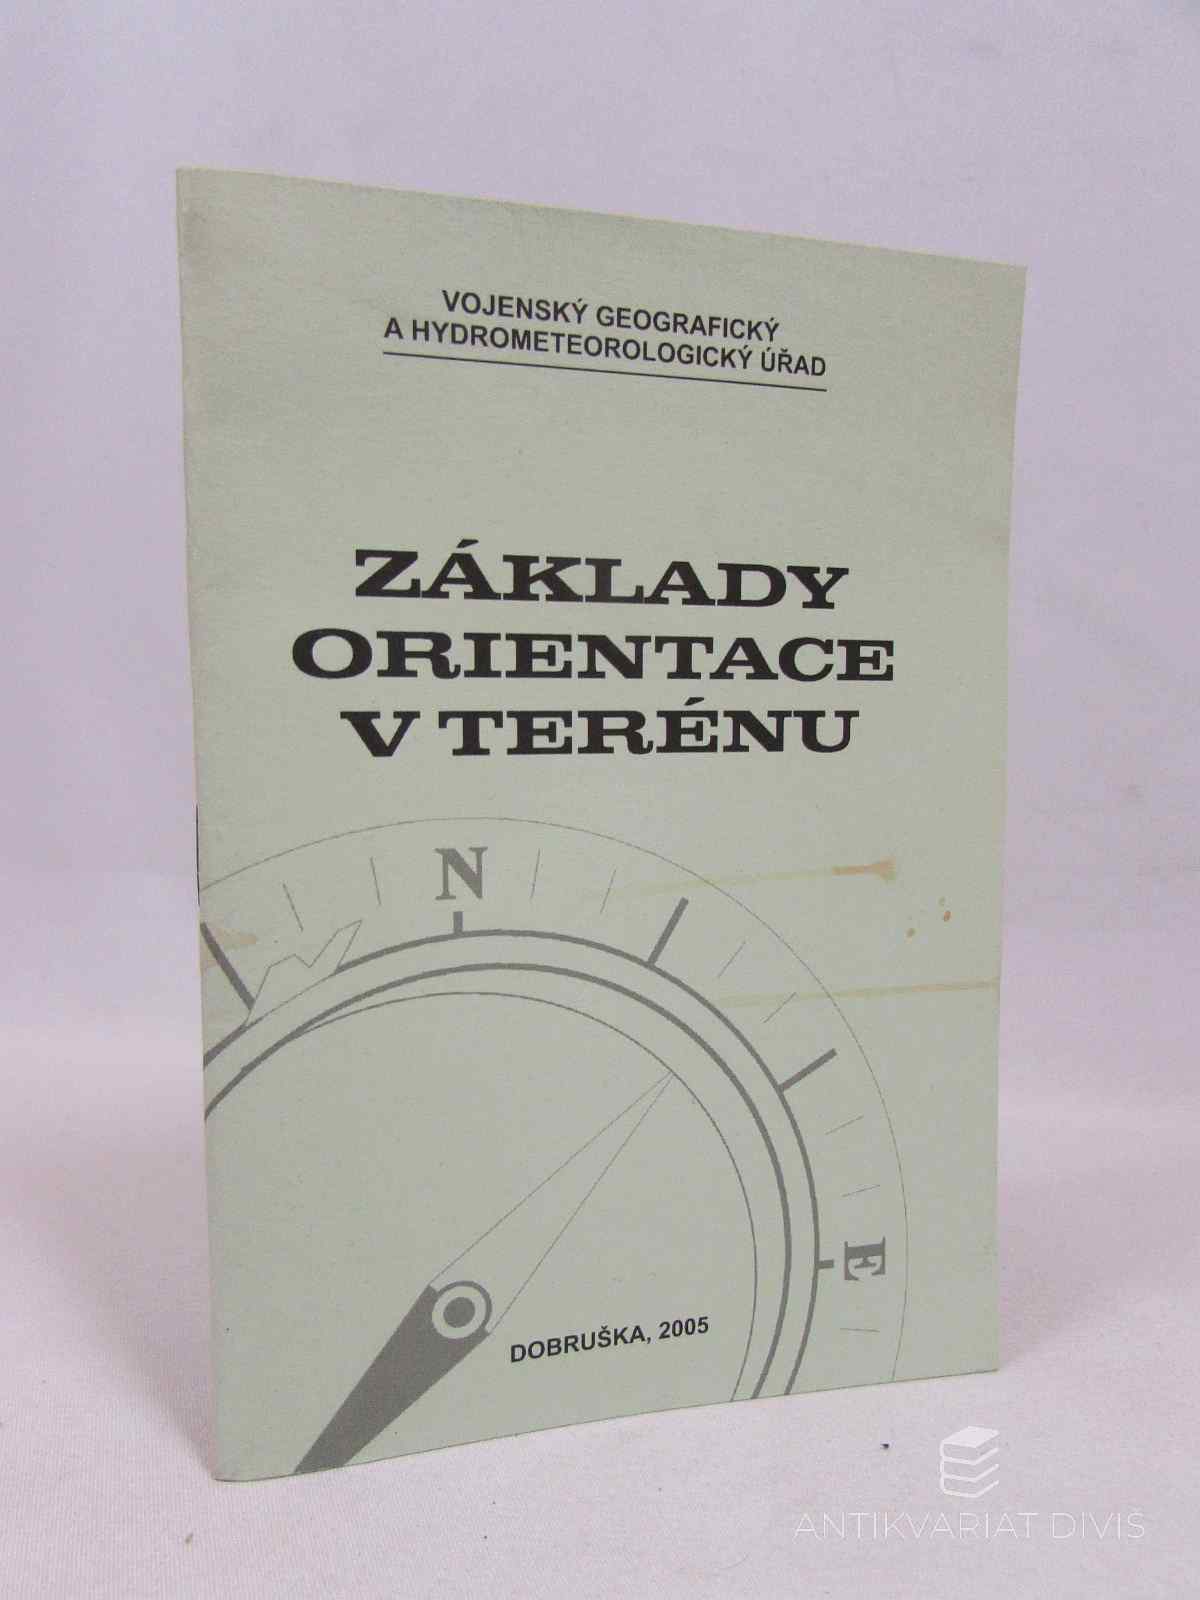 VOJENSKÝ GEOGRAFICKÝ
A HYDROMETEOROLOGICKÝ ÚŘAD
ZÁKLADY
ORIENTACE
V TERÉNU
N
E
DOBRUŠKA, 2005
ANTIKVARIAT DIVIŠ